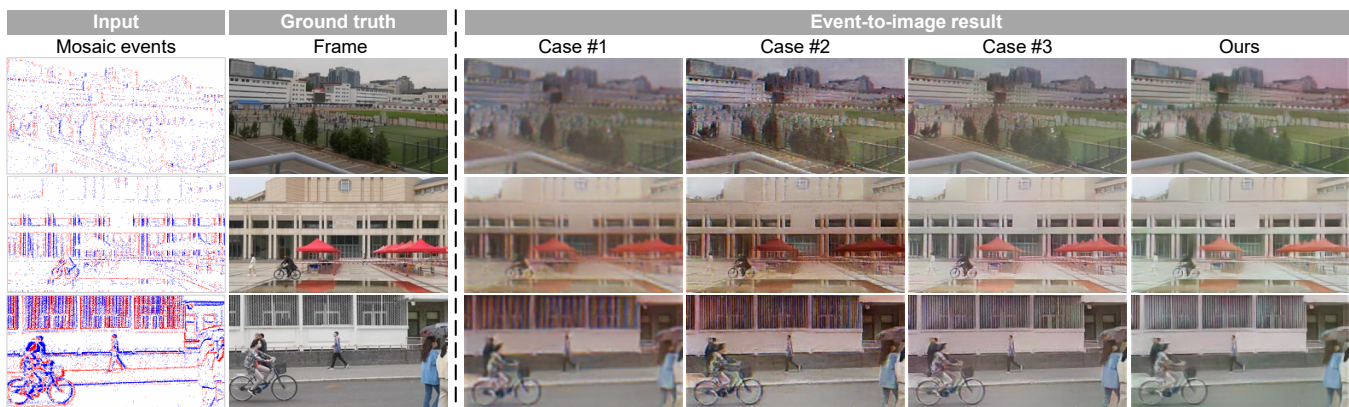 Input Ground truth Event-to-image result
Mosaic events Frame Case #1 Case #2 Case #3 Ours